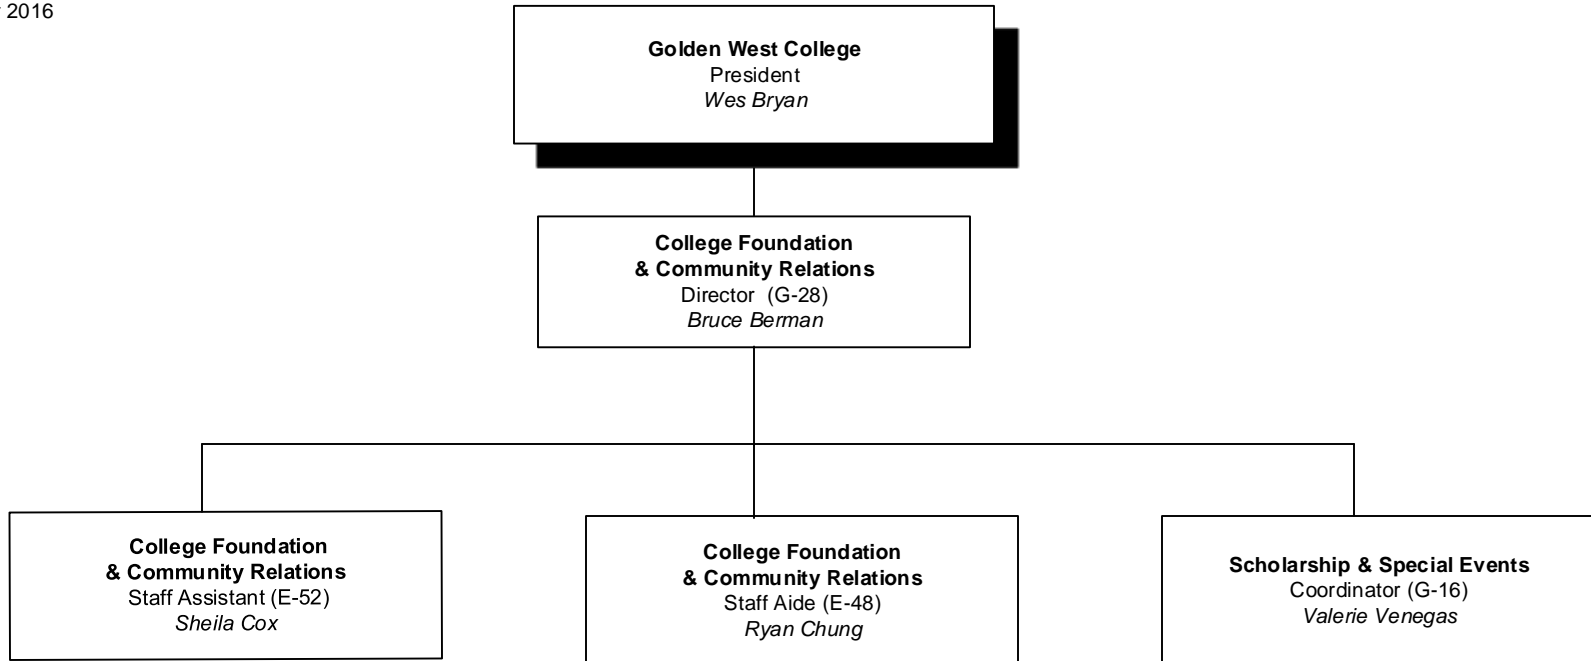 2016
Golden West College
President
Wes Bryan
College Foundation
& Community Relations
Director (G-28)
Bruce Berman
College Foundation
& Community Relations
Staff Assistant (E-52)
Sheila Cox
College Foundation
& Community Relations
Staff Aide (E-48)
Ryan Chung
Scholarship & Special Events
Coordinator (G-16)
Valerie Venegas